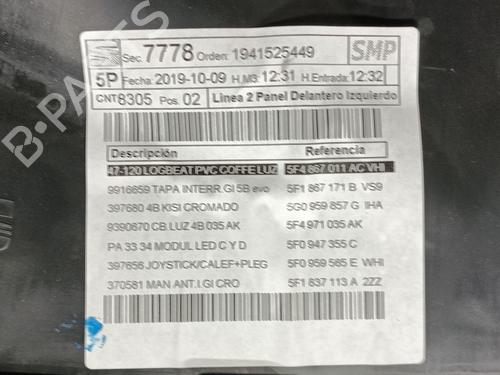 Sec. 7778 Orden: 1941525449 SMP
5P Fecha: 2019-10-09 H.M3: 12:31 H.Entrada: 12:32
CNT 8305 Pos. 02 Linea 2 Panel Delantero Izquierdo
Descripción Referencia
47-120 LOGBEAT PVC COFFE LUZ 5F4 867 011 AC VHI
9916659 TAPA INTERR.GI 5B evo 5F1 867 171 B VS9
397680 4B KISI CROMADO 5G0 959 857 G IHA
9390670 CB.LUZ 4B 035 AK 5F4 971 035 AK
PA 33 34 MODUL LED C Y D 5F0 947 355 C
397656 JOYSTICK/CALEF+PLEG 5F0 959 565 E WHI
370581 MAN ANT.I.GI CRO 5F1 837 113 A 2ZZ
B-PARTS